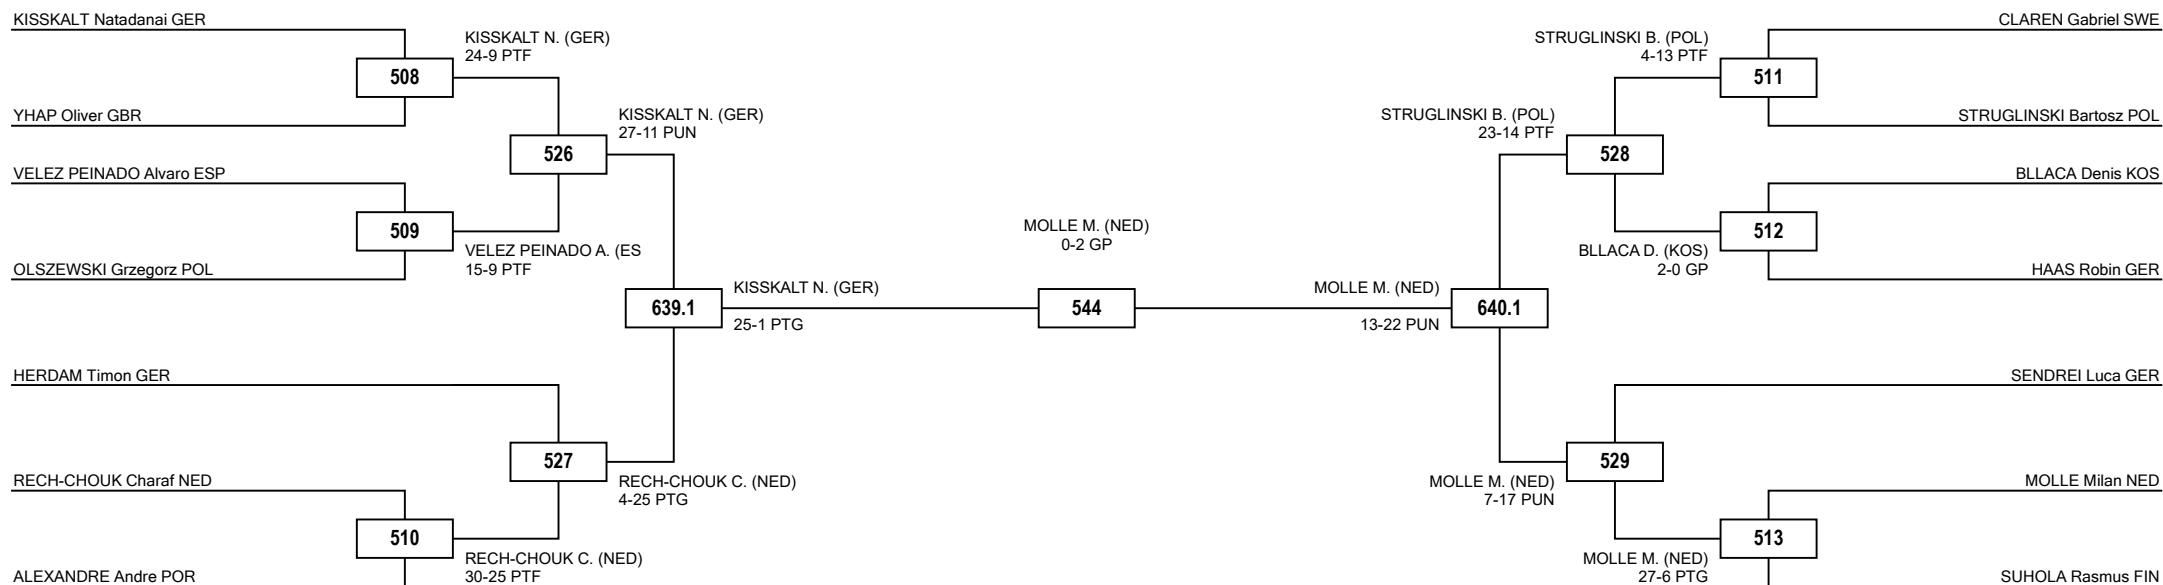 KISSKALT Natadanai GER
CLAREN Gabriel SWE
KISSKALT N. (GER)
24-9 PTF
STRUGLINSKI B. (POL)
4-13 PTF
508
511
YHAP Oliver GBR
KISSKALT N. (GER)
27-11 PUN
STRUGLINSKI B. (POL)
23-14 PTF
STRUGLINSKI Bartosz POL
526
528
VELEZ PEINADO Alvaro ESP
BLLACA Denis KOS
509
MOLLE M. (NED)
0-2 GP
512
VELEZ PEINADO A. (ES
15-9 PTF
BLLACA D. (KOS)
2-0 GP
OLSZEWSKI Grzegorz POL
HAAS Robin GER
639.1
KISSKALT N. (GER)
25-1 PTG
544
MOLLE M. (NED)
13-22 PUN
640.1
HERDAM Timon GER
SENDREI Luca GER
527
529
RECH-CHOUK Charaf NED
RECH-CHOUK C. (NED)
4-25 PTG
MOLLE M. (NED)
7-17 PUN
MOLLE Milan NED
510
513
RECH-CHOUK C. (NED)
30-25 PTF
MOLLE M. (NED)
27-6 PTG
ALEXANDRE Andre POR
SUHOLA Rasmus FIN